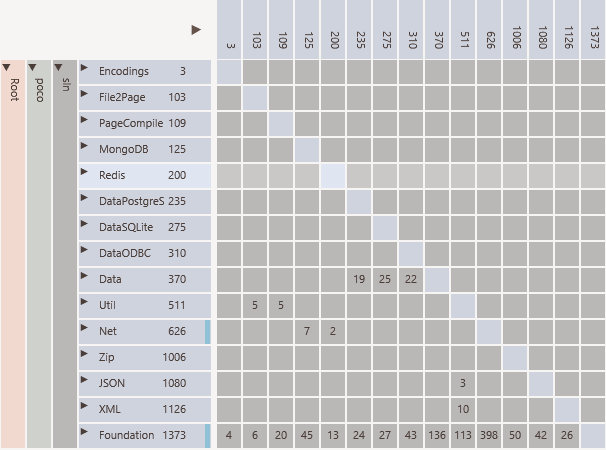 3 103 109 125 200 235 275 310 370 511 626 1006 1080 1126 1373
Root
poco
sln
Encodings 3
File2Page 103
PageCompile 109
MongoDB 125
Redis 200
DataPostgreS 235
DataSQLite 275
DataODBC 310
Data 370 19 25 22
Util 511 5 5
Net 626 7 2
Zip 1006
JSON 1080 3
XML 1126 10
Foundation 1373 4 6 20 45 13 24 27 43 136 113 398 50 42 26